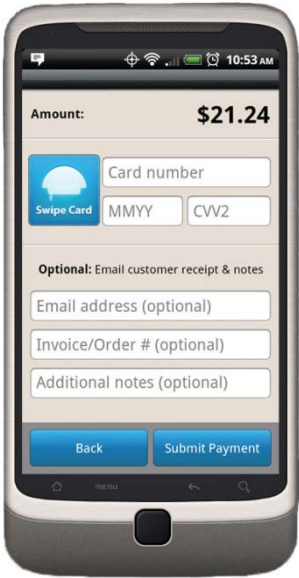 10:53 AM
Amount: $21.24
Card number
Swipe Card MMYY CVV2
Optional: Email customer receipt & notes
Email address (optional)
Invoice/Order # (optional)
Additional notes (optional)
Back Submit Payment
menu